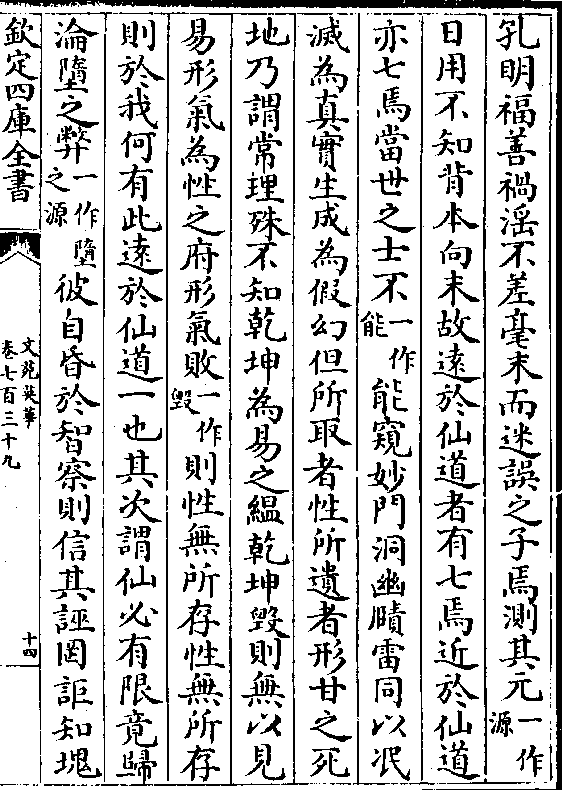 孔明福善禍淫不差毫末而迷誤之子焉測其元一作源
日用不知背本向末故遠於仙道者有七焉近於仙道
亦七焉當世之士不一作能能窺妙門洞幽賾雷同以泯
滅為真實生成為假幻但所取者性所遺者形甘之死
地乃謂常理殊不知乾坤為易之縕乾坤毁則無以見
易形氣為性之府形氣敗一作毁則性無所存性無所存
則於我何有此遠於仙道一也其次謂仙必有限竟歸
淪墮之弊一作墮之源彼自昏於智察則信其誣罔詎知塊
欽定四庫全書
文苑英華
卷七百三十九
十四